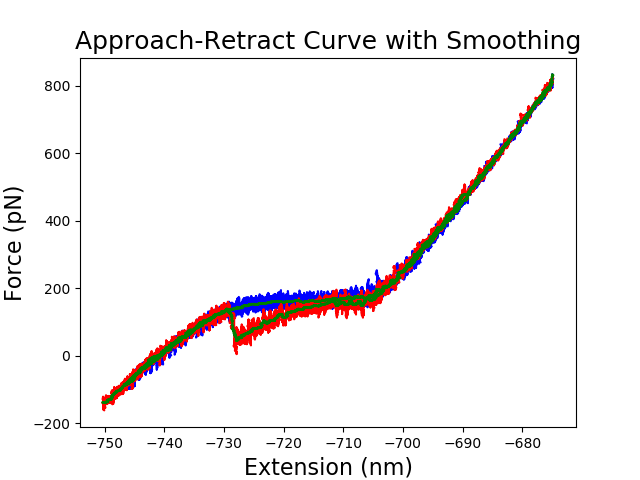 Approach-Retract Curve with Smoothing
800
600
400
200
0
−200
Force (pN)
−750 −740 −730 −720 −710 −700 −690 −680
Extension (nm)